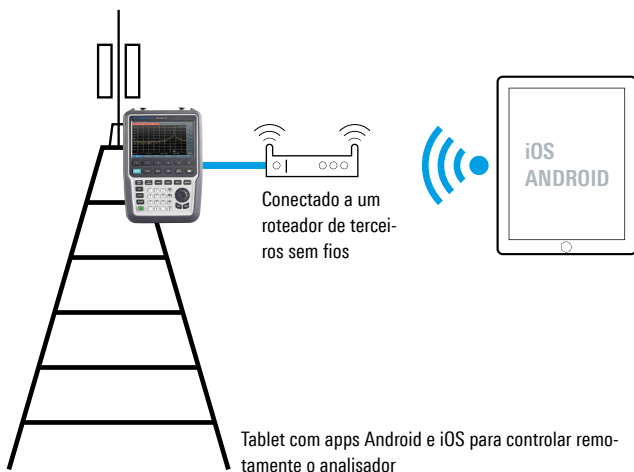 iOS
ANDROID
Conectado a um
roteador de tercei-
ros sem fios
Tablet com apps Android e iOS para controlar remo-
tamente o analisador